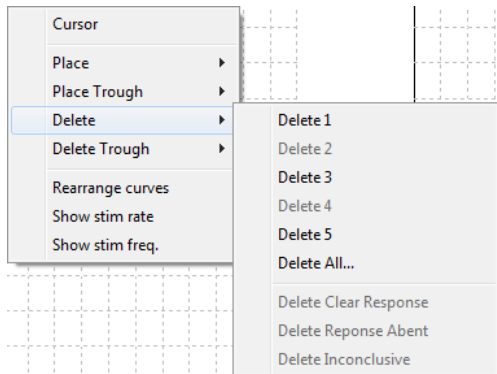 Cursor
Place
Place Trough
Delete
Delete Trough
Rearrange curves
Show stim rate
Show stim freq.
Delete 1
Delete 2
Delete 3
Delete 4
Delete 5
Delete All...
Delete Clear Response
Delete Reponse Abent
Delete Inconclusive